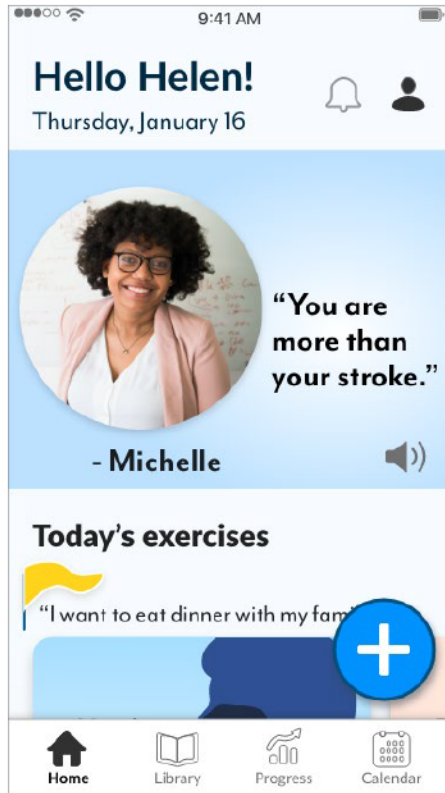 9:41 AM
Hello Helen!
Thursday, January 16
“You are
more than
your stroke.”
- Michelle
Today’s exercises
“I want to eat dinner with my
Home
Library
Progress
Calendar